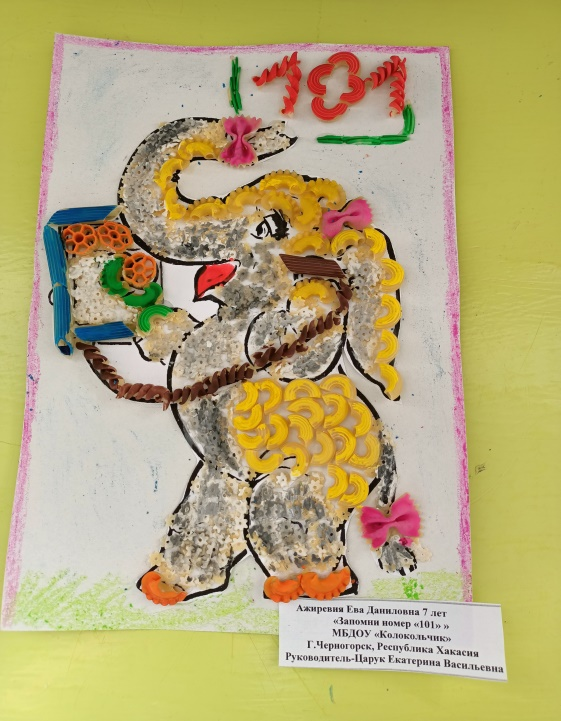 101
Ажиревия Ева Даниловна 7 лет
«Запомни номер «101» »
МБДОУ «Колокольчик»
Г.Черногорск, Республика Хакасия
Руководитель-Царук Екатерина Васильевна